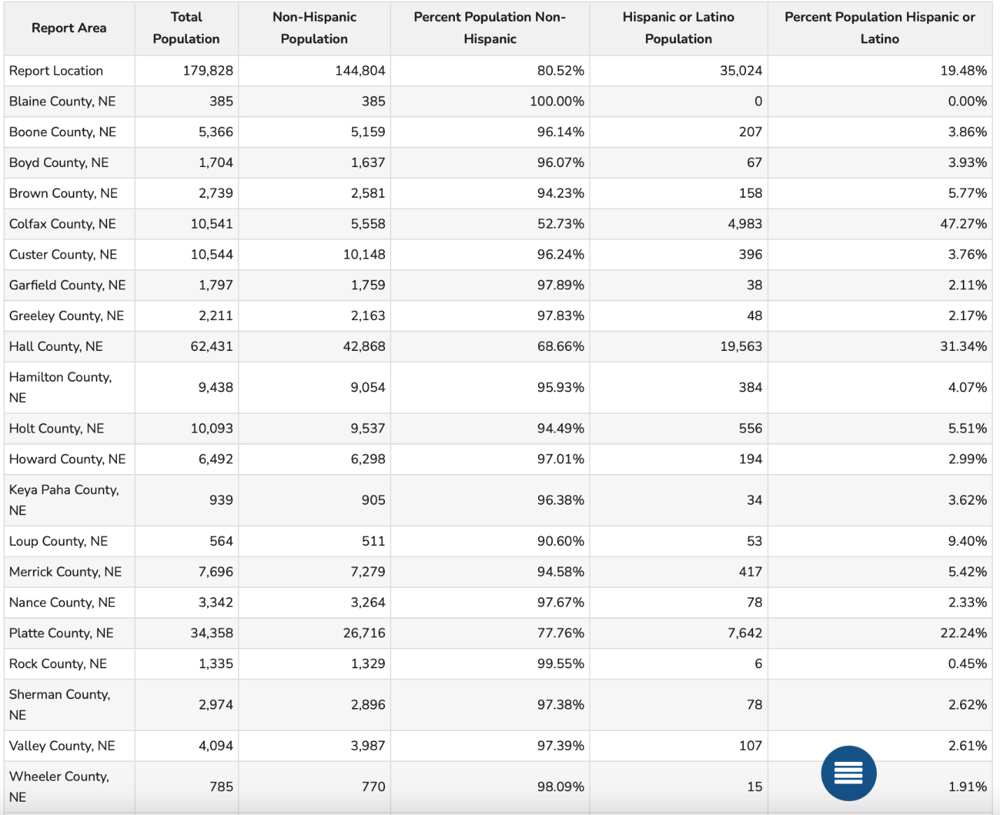 Report Area | Total Population | Non-Hispanic Population | Percent Population Non-Hispanic | Hispanic or Latino Population | Percent Population Hispanic or Latino
Report Location 179,828 144,804 80.52% 35,024 19.48%
Blaine County, NE 385 385 100.00% 0 0.00%
Boone County, NE 5,366 5,159 96.14% 207 3.86%
Boyd County, NE 1,704 1,637 96.07% 67 3.93%
Brown County, NE 2,739 2,581 94.23% 158 5.77%
Colfax County, NE 10,541 5,558 52.73% 4,983 47.27%
Custer County, NE 10,544 10,148 96.24% 396 3.76%
Garfield County, NE 1,797 1,759 97.89% 38 2.11%
Greeley County, NE 2,211 2,163 97.83% 48 2.17%
Hall County, NE 62,431 42,868 68.66% 19,563 31.34%
Hamilton County, NE 9,438 9,054 95.93% 384 4.07%
Holt County, NE 10,093 9,537 94.49% 556 5.51%
Howard County, NE 6,492 6,298 97.01% 194 2.99%
Keya Paha County, NE 939 905 96.38% 34 3.62%
Loup County, NE 564 511 90.60% 53 9.40%
Merrick County, NE 7,696 7,279 94.58% 417 5.42%
Nance County, NE 3,342 3,264 97.67% 78 2.33%
Platte County, NE 34,358 26,716 77.76% 7,642 22.24%
Rock County, NE 1,335 1,329 99.55% 6 0.45%
Sherman County, NE 2,974 2,896 97.38% 78 2.62%
Valley County, NE 4,094 3,987 97.39% 107 2.61%
Wheeler County, NE 785 770 98.09% 15 1.91%